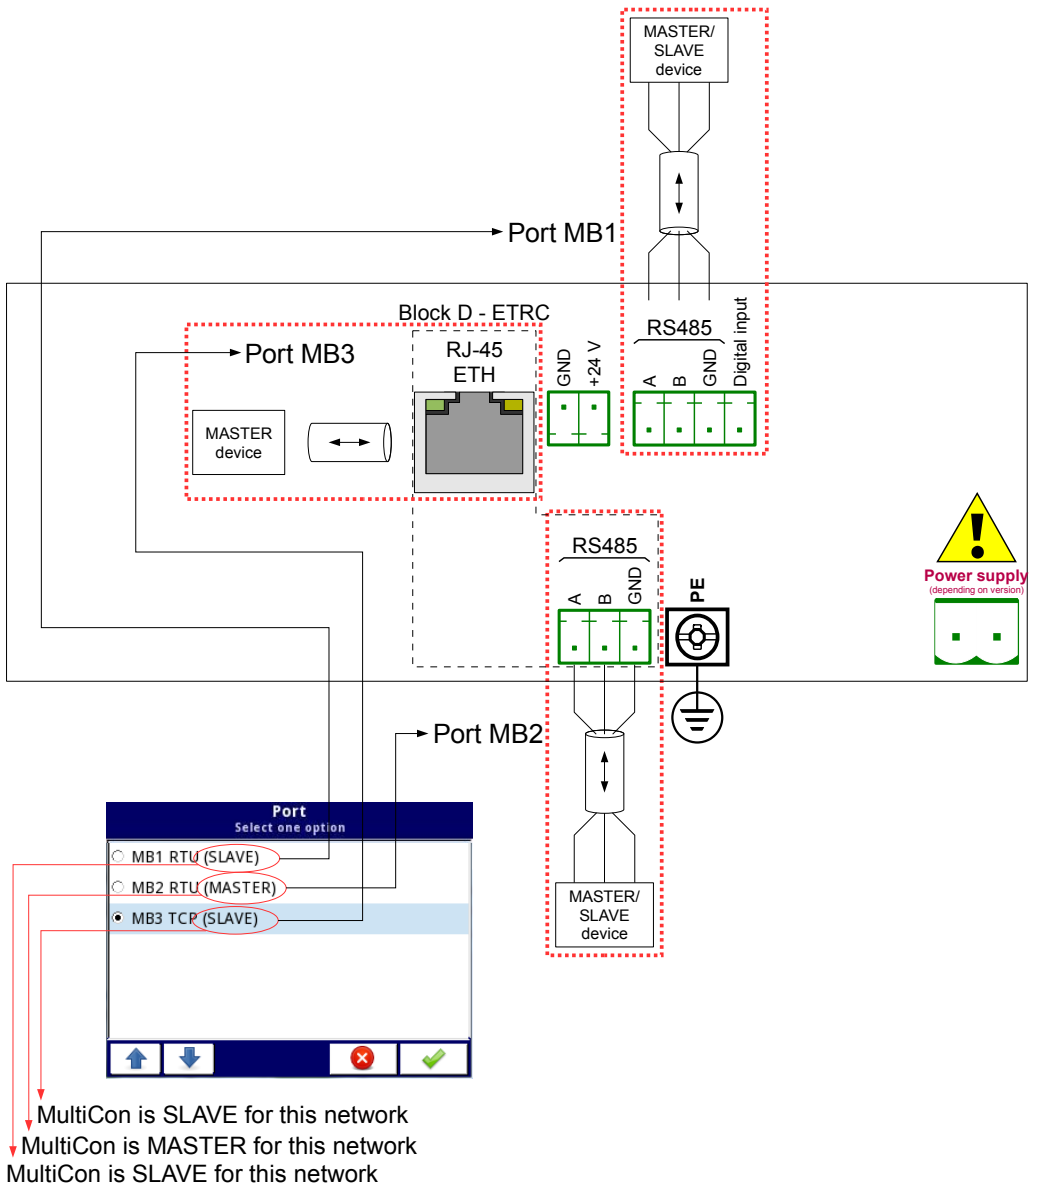 MASTER/
SLAVE
device
Port MB1
Block D - ETRC
RS485
A
B
GND
Digital input
Port MB3
RJ-45
ETH
GND
+24 V
MASTER
device
RS485
A
B
GND
PE
Power supply
(depending on version)
Port MB2
Port
Select one option
MB1 RTU (SLAVE)
MB2 RTU (MASTER)
MB3 TCP (SLAVE)
MASTER/
SLAVE
device
MultiCon is SLAVE for this network
MultiCon is MASTER for this network
MultiCon is SLAVE for this network